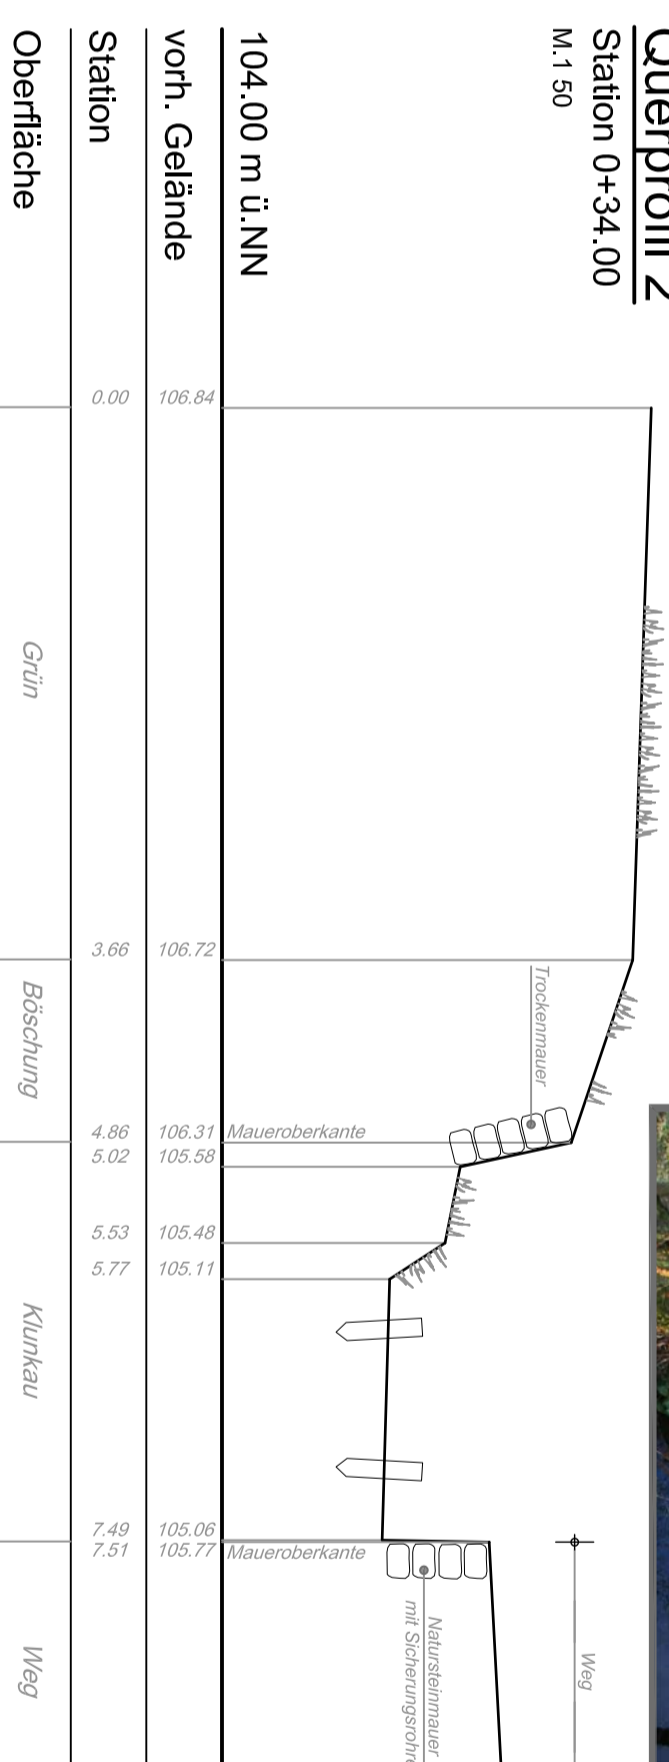 Querprofil 2
Station 0+34.00
M.1 50
Trockenmauer
Weg
Natursteinmauer
mit Sicherungsrohre
Maueroberkante
Maueroberkante
104.00 m ü.NN
vorh. Gelände
106.84
106.72
106.31
105.58
105.48
105.11
105.06
105.77
Station
0.00
3.66
4.86
5.02
5.53
5.77
7.49
7.51
Oberfläche
Grün
Böschung
Klunkau
Weg